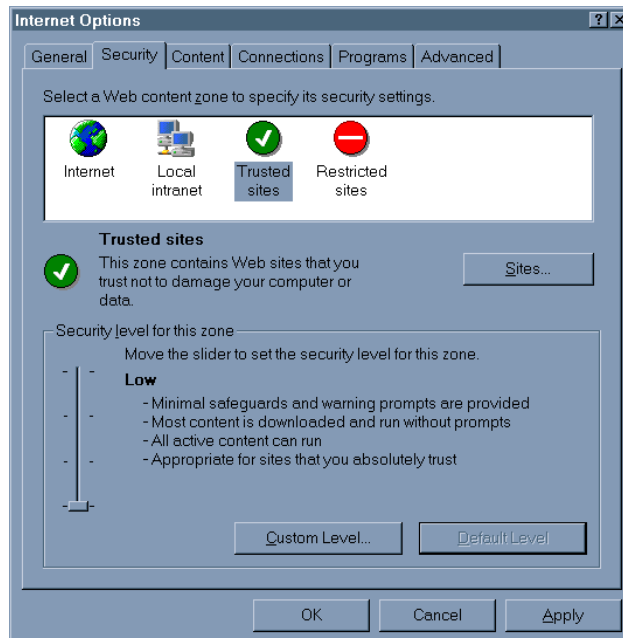 Internet Options
General Security Content Connections Programs Advanced
Select a Web content zone to specify its security settings.
Internet Local intranet Trusted sites Restricted sites
Trusted sites
This zone contains Web sites that you
trust not to damage your computer or
data.
Sites...
Security level for this zone
Move the slider to set the security level for this zone.
Low
- Minimal safeguards and warning prompts are provided
- Most content is downloaded and run without prompts
- All active content can run
- Appropriate for sites that you absolutely trust
Custom Level... Default Level
OK Cancel Apply